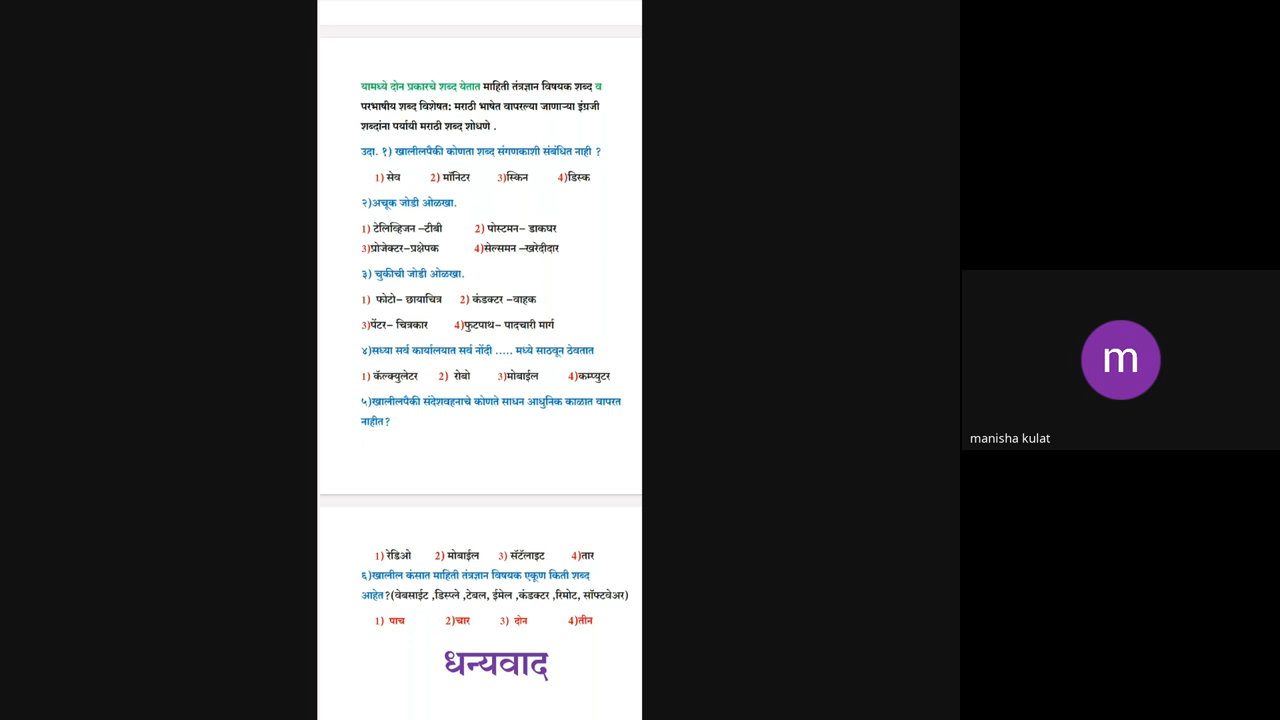 यामध्ये दोन प्रकारचे शब्द येतात माहिती तंत्रज्ञान विषयक शब्द व
परभाषीय शब्द विशेषत: मराठी भाषेत वापरल्या जाणाऱ्या इंग्रजी
शब्दांना पर्यायी मराठी शब्द शोधणे .
उदा. १) खालीलपैकी कोणता शब्द संगणकाशी संबंधित नाही ?
1) सेव 2) मॉनिटर 3)स्किन 4)डिस्क
२)अचूक जोडी ओळखा.
1) टेलिव्हिजन –टीबी 2) पोस्टमन– डाकघर
3)प्रोजेक्टर–प्रक्षेपक 4)सेल्समन –खरेदीदार
३) चुकीची जोडी ओळखा.
1) फोटो– छायाचित्र 2) कंडक्टर –वाहक
3)पेंटर– चित्रकार 4)फुटपाथ– पादचारी मार्ग
४)सध्या सर्व कार्यालयात सर्व नोंदी ..... मध्ये साठवून ठेवतात
1) कॅल्क्युलेटर 2) रोबो 3)मोबाईल 4)कम्प्युटर
५)खालीलपैकी संदेशवहनाचे कोणते साधन आधुनिक काळात वापरत
नाहीत?
1) रेडिओ 2) मोबाईल 3) सॅटॅलाइट 4)तार
६)खालील कंसात माहिती तंत्रज्ञान विषयक एकूण किती शब्द
आहेत?(वेबसाईट ,डिस्प्ले ,टेबल, ईमेल ,कंडक्टर ,रिमोट, सॉफ्टवेअर)
1) पाच 2)चार 3) दोन 4)तीन
धन्यवाद
m
manisha kulat